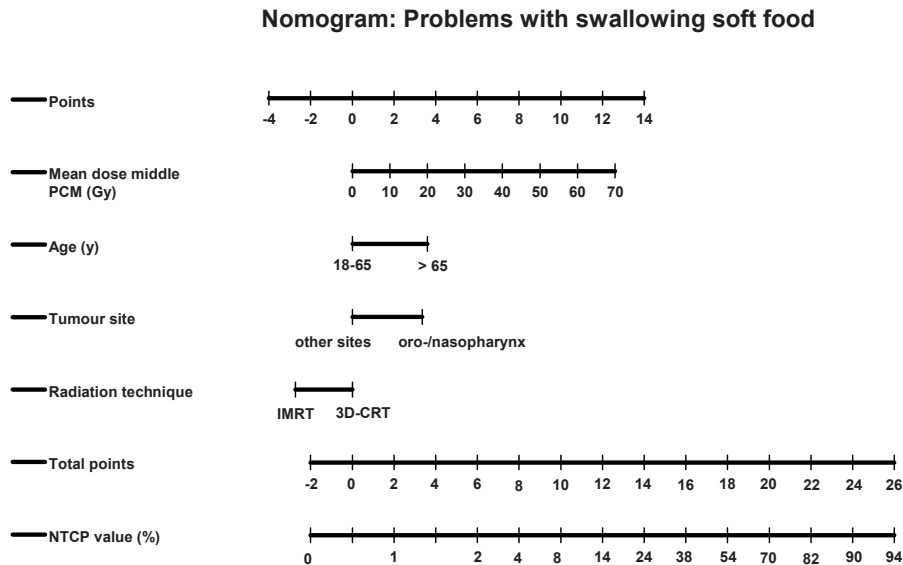 Nomogram: Problems with swallowing soft food
Points
-4 -2 0 2 4 6 8 10 12 14
Mean dose middle
PCM (Gy)
0 10 20 30 40 50 60 70
Age (y)
18-65 > 65
Tumour site
other sites oro-/nasopharynx
Radiation technique
IMRT 3D-CRT
Total points
-2 0 2 4 6 8 10 12 14 16 18 20 22 24 26
NTCP value (%)
0 1 2 4 8 14 24 38 54 70 82 90 94